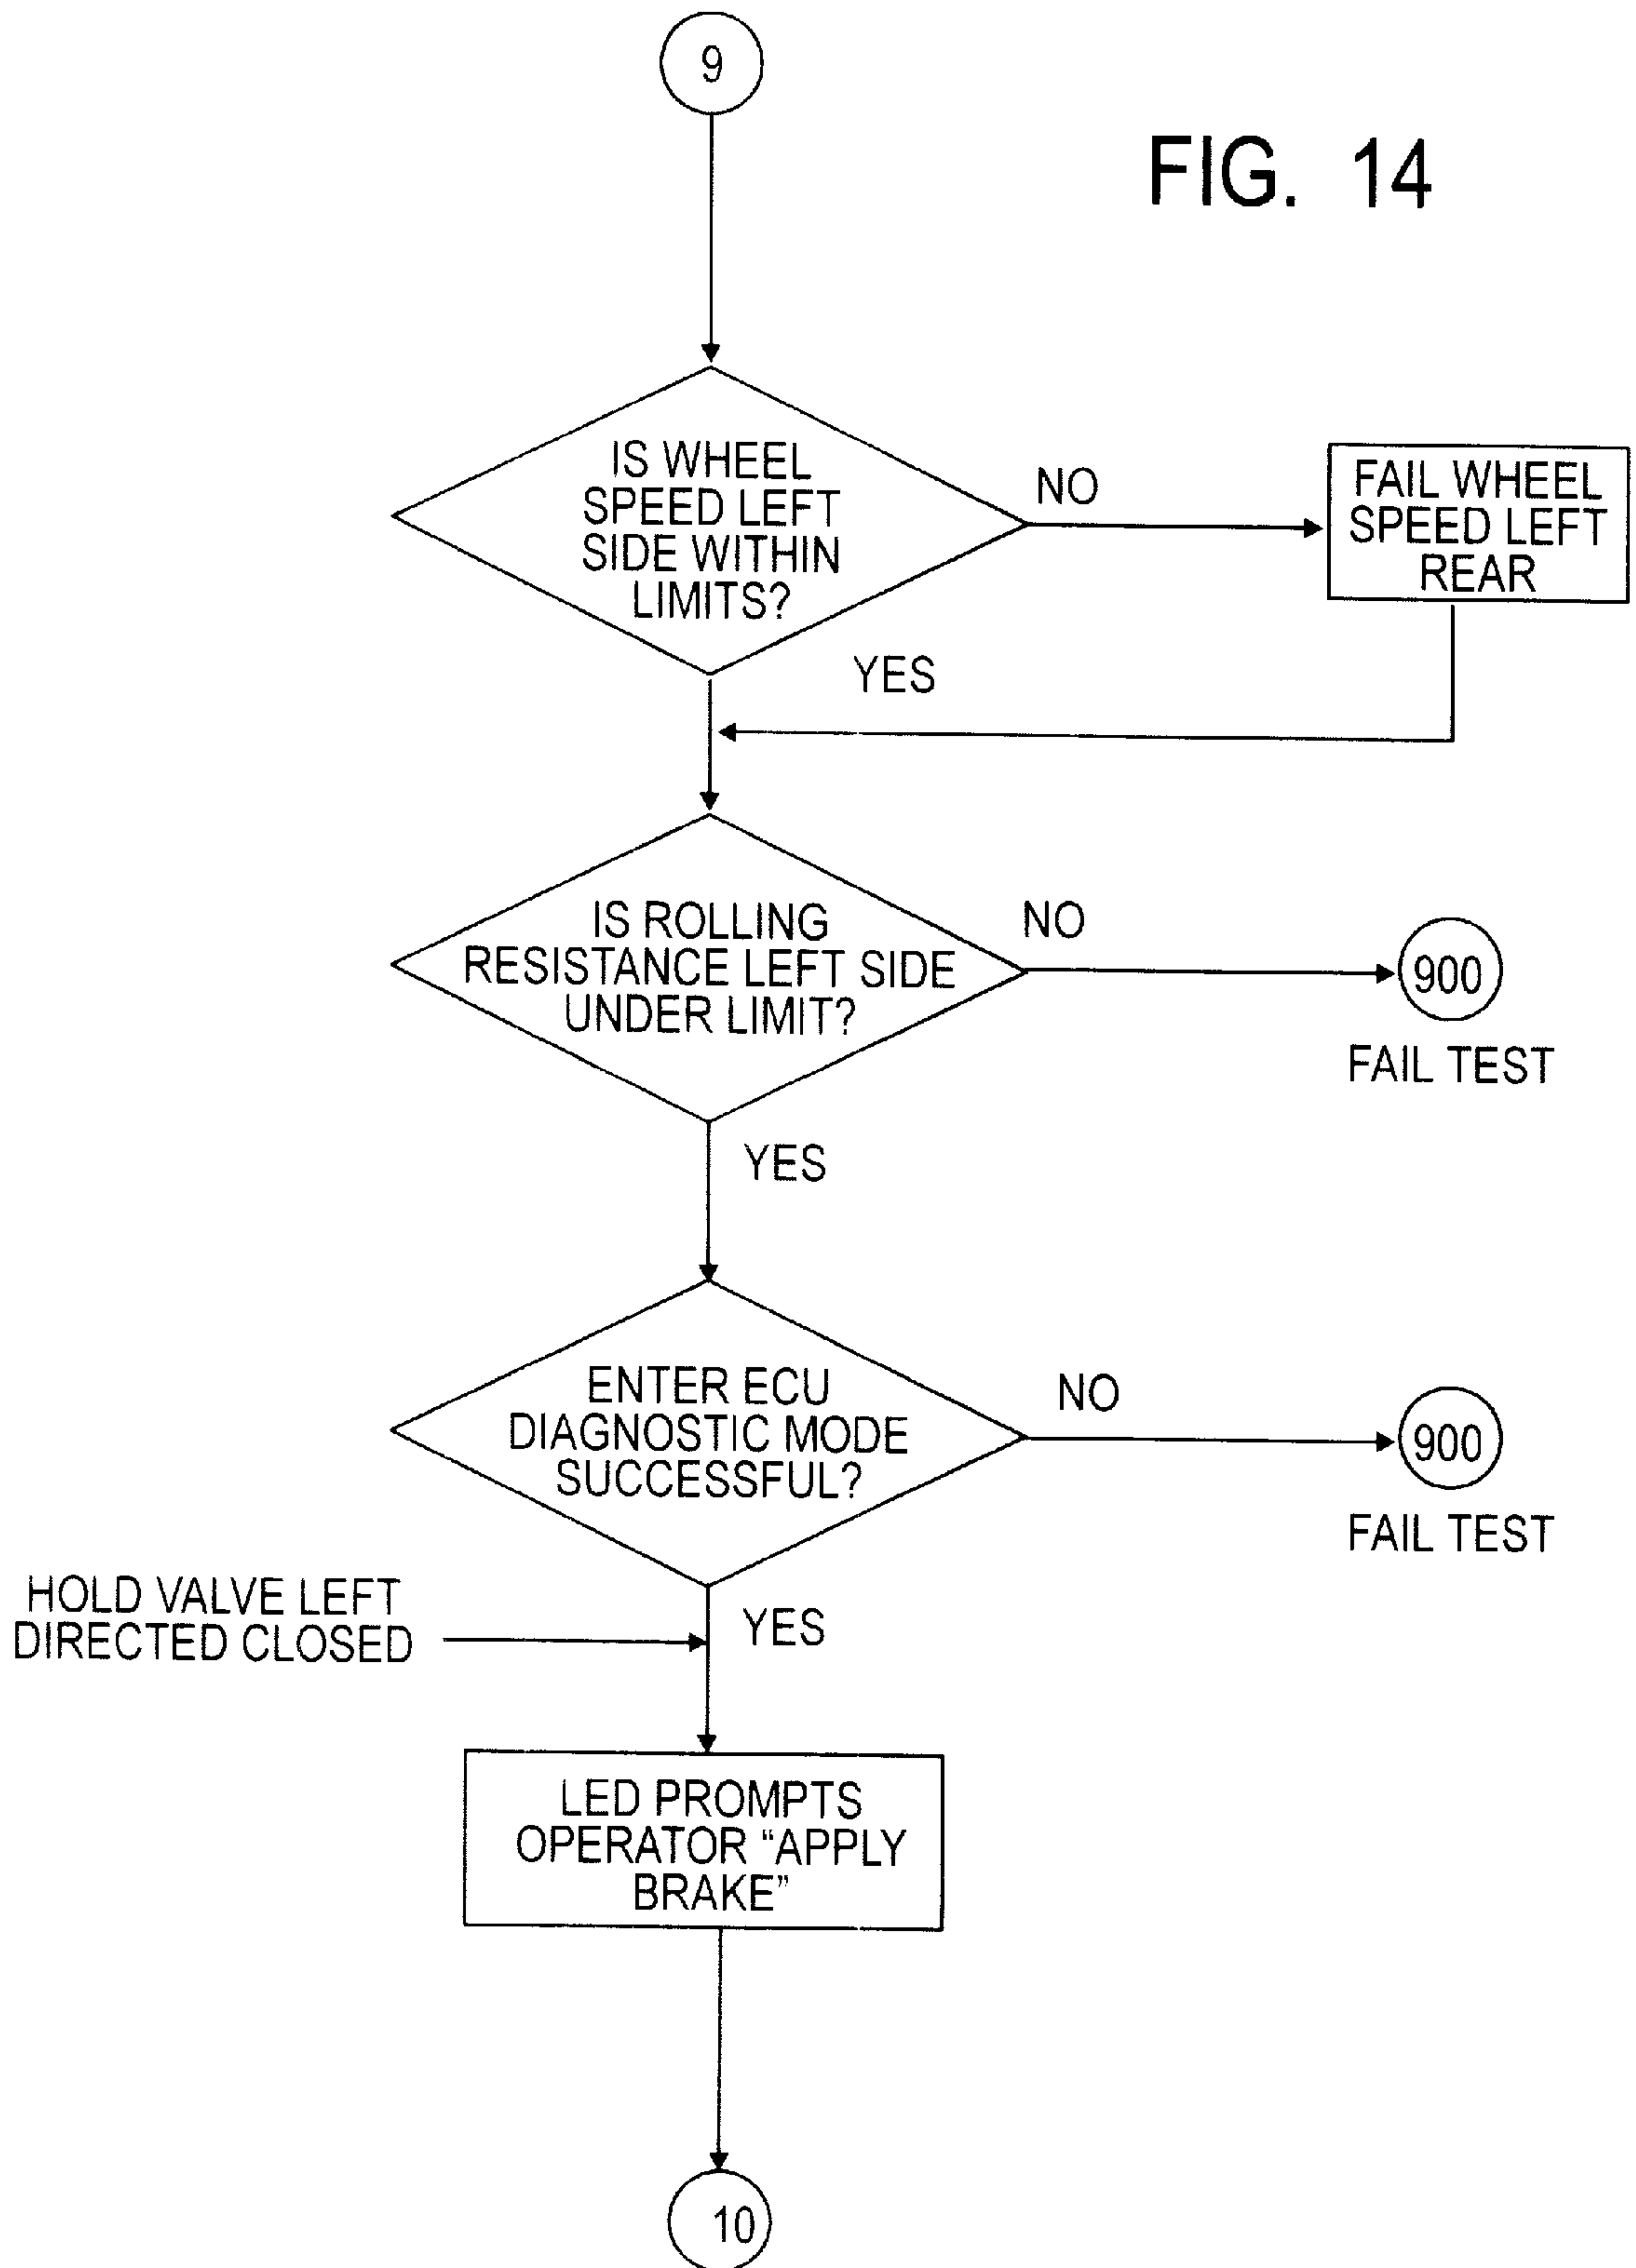 9
FIG. 14
IS WHEEL
SPEED LEFT
SIDE WITHIN
LIMITS?
NO
FAIL WHEEL
SPEED LEFT
REAR
YES
IS ROLLING
RESISTANCE LEFT SIDE
UNDER LIMIT?
NO
900
FAIL TEST
YES
ENTER ECU
DIAGNOSTIC MODE
SUCCESSFUL?
NO
900
FAIL TEST
HOLD VALVE LEFT
DIRECTED CLOSED
YES
LED PROMPTS
OPERATOR “APPLY
BRAKE”
10